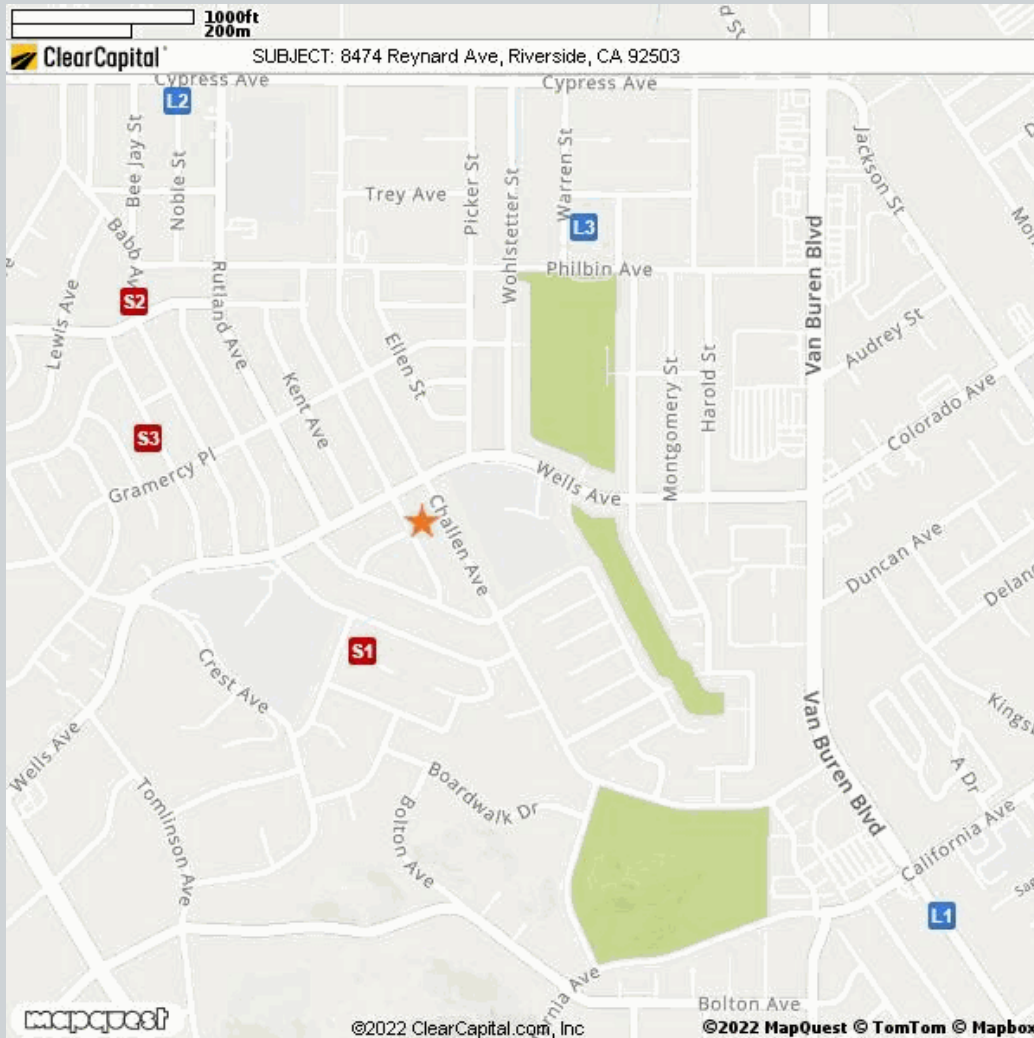 1000ft
200m
d St
ClearCapital
SUBJECT: 8474 Reynard Ave, Riverside, CA 92503
Cypress Ave
Cypress Ave
L2
Bee Jay St
Noble St
Trey Ave
Picker St
Wohlstetter St
Warren St
Jackson St
L3
Van Buren Blvd
Philbin Ave
Babb Av
Rutland Ave
S2
Lewis Ave
Ellen St
Kent Ave
Audrey St
Montgomery St
Harold St
Colorado Ave
S3
Gramercy Pl
Wells Ave
Challen Ave
Duncan Ave
S1
Crest Ave
Wells Ave
Tomlinson Ave
Boardwalk Dr
Bolton Ave
Van Buren Blvd
A Dr
California Ave
L1
rnia Ave
Bolton Ave
mapquest
©2022 ClearCapital.com, Inc
©2022 MapQuest © TomTom © Mapbox